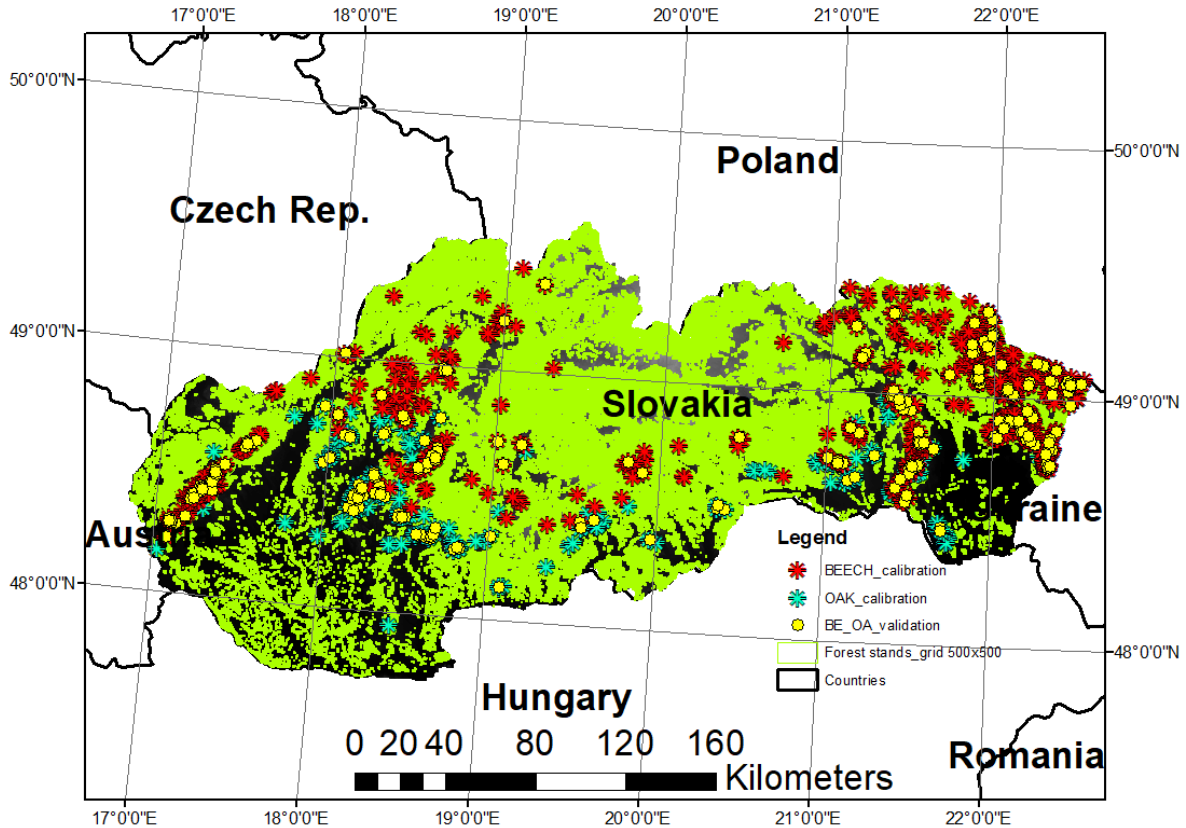 17°0'0"E 18°0'0"E 19°0'0"E 20°0'0"E 21°0'0"E 22°0'0"E
50°0'0"N
50°0'0"N
Poland
Czech Rep.
49°0'0"N
49°0'0"N
Slovakia
raine
Aus
Legend
BEECH_calibration
OAK_calibration
BE_OA_validation
Forest stands_grid 500x500
Countries
48°0'0"N
48°0'0"N
Hungary
Romania
0 20 40 80 120 160
Kilometers
17°0'0"E 18°0'0"E 19°0'0"E 20°0'0"E 21°0'0"E 22°0'0"E